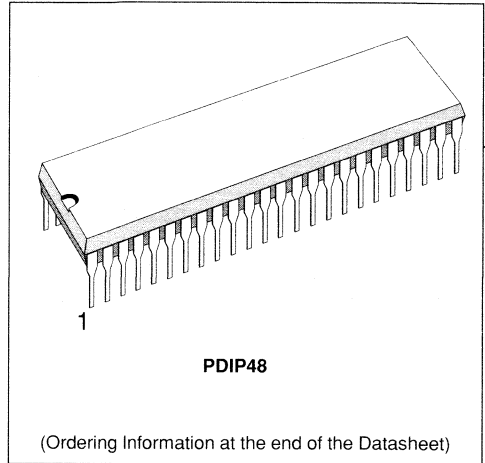 1
PDIP48
(Ordering Information at the end of the Datasheet)